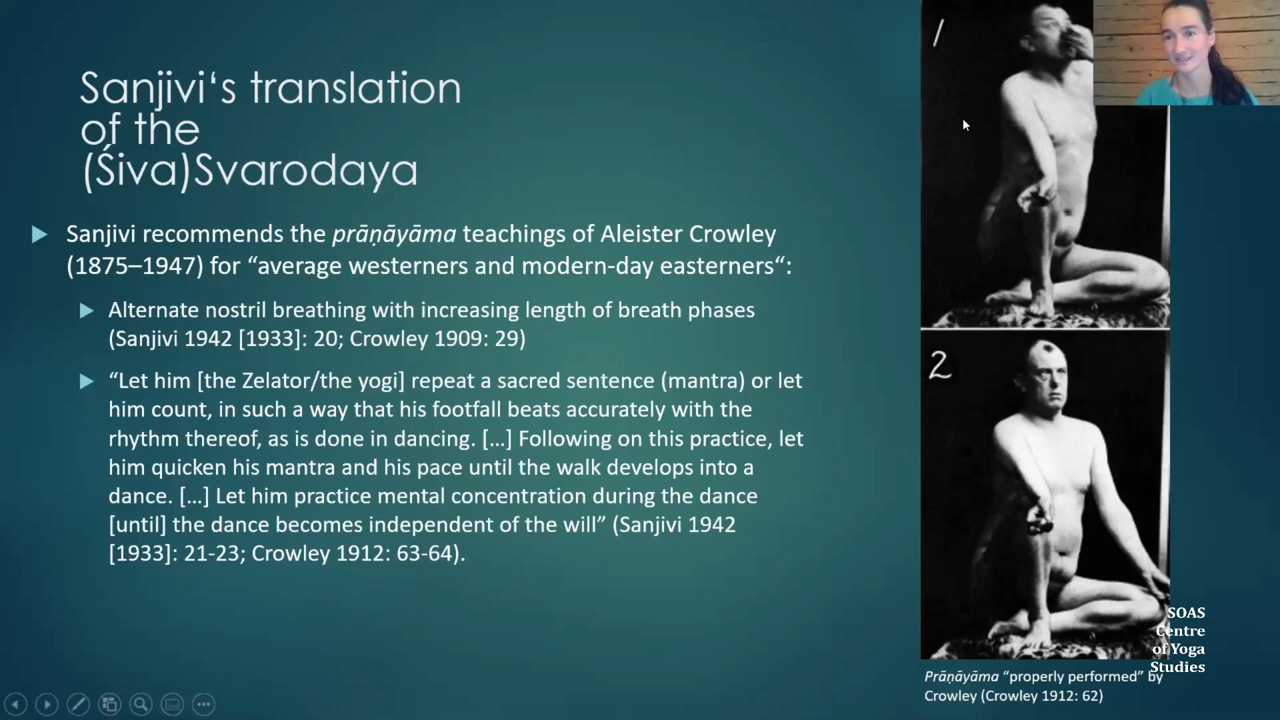 Sanjivi‘s translation
of the
(Śiva)Svarodaya
Sanjivi recommends the prāṇāyāma teachings of Aleister Crowley
(1875–1947) for “average westerners and modern-day easterners“:
Alternate nostril breathing with increasing length of breath phases
(Sanjivi 1942 [1933]: 20; Crowley 1909: 29)
“Let him [the Zelator/the yogi] repeat a sacred sentence (mantra) or let
him count, in such a way that his footfall beats accurately with the
rhythm thereof, as is done in dancing. […] Following on this practice, let
him quicken his mantra and his pace until the walk develops into a
dance. […] Let him practice mental concentration during the dance
[until] the dance becomes independent of the will” (Sanjivi 1942
[1933]: 21-23; Crowley 1912: 63-64).
1
2
SOAS
Centre
of Yoga
Studies
Prāṇāyāma “properly performed” by
Crowley (Crowley 1912: 62)